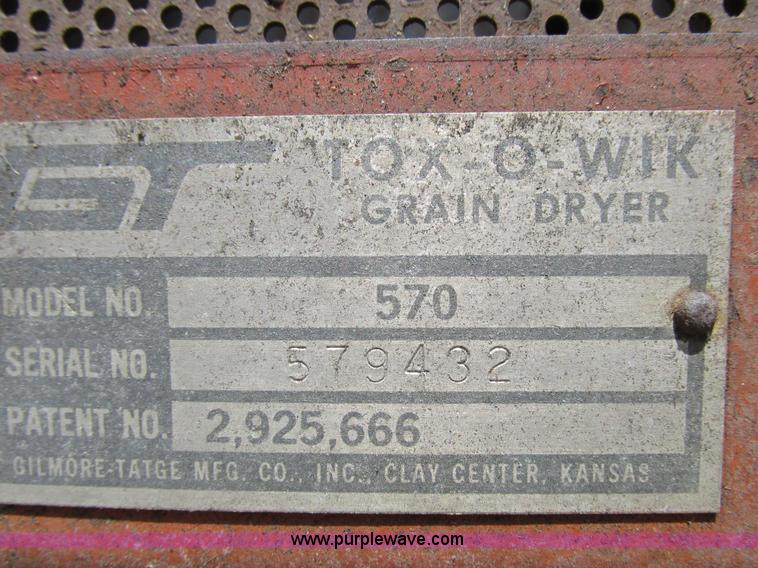 GT
TOX-O-WIK
GRAIN DRYER
MODEL NO. 570
SERIAL NO. 579432
PATENT NO. 2,925,666
GILMORE-TATGE MFG. CO., INC., CLAY CENTER, KANSAS
www.purplewave.com